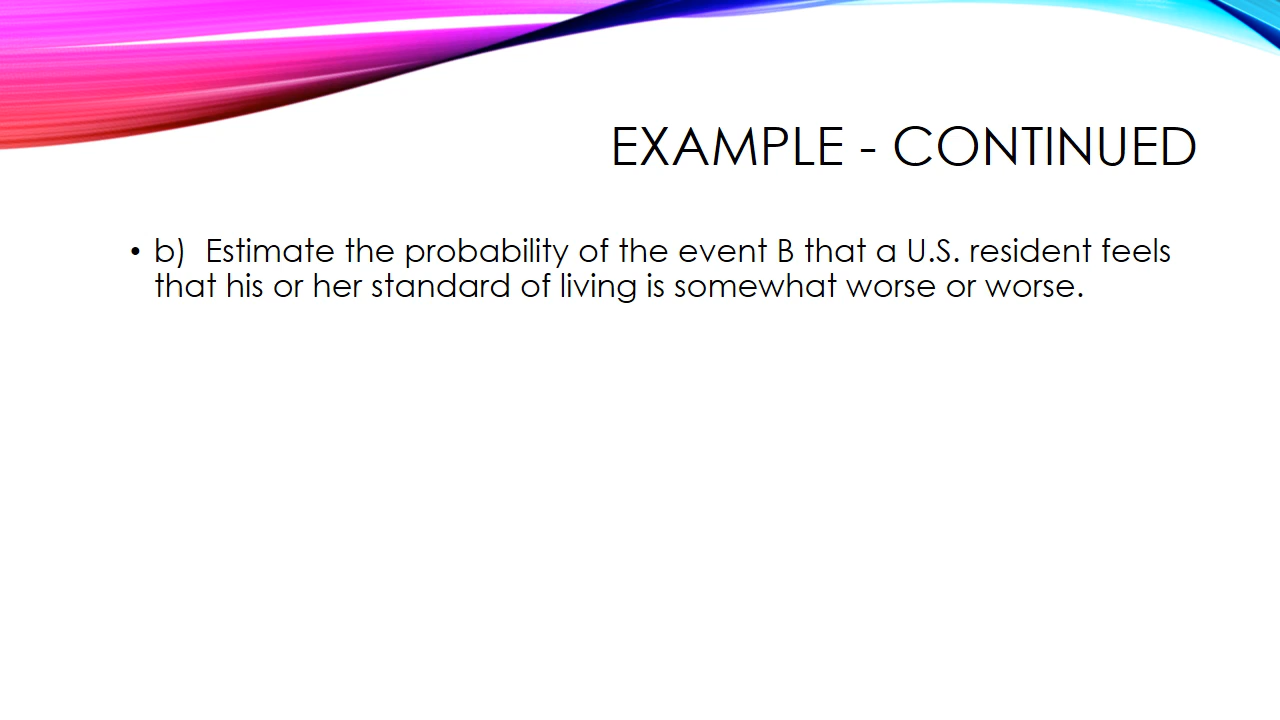 EXAMPLE - CONTINUED
• b) Estimate the probability of the event B that a U.S. resident feels
that his or her standard of living is somewhat worse or worse.